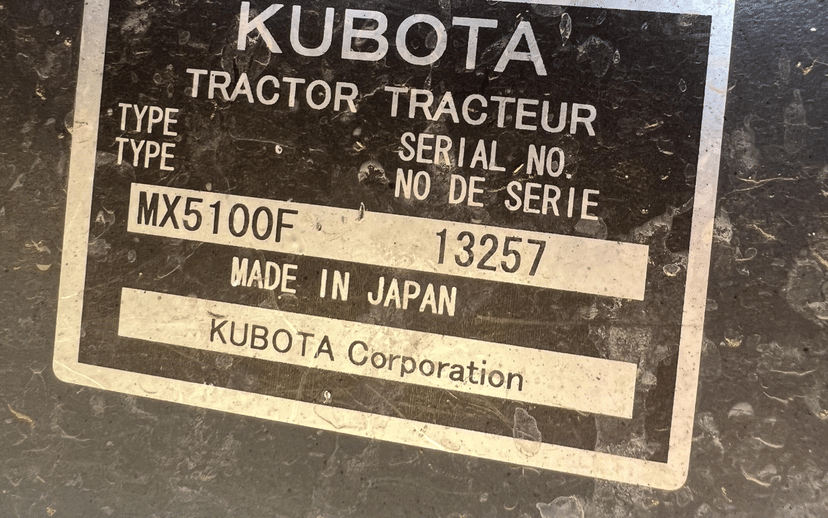 KUBOTA
TRACTOR TRACTEUR
TYPE SERIAL NO.
TYPE NO DE SERIE
MX5100F 13257
MADE IN JAPAN
KUBOTA Corporation